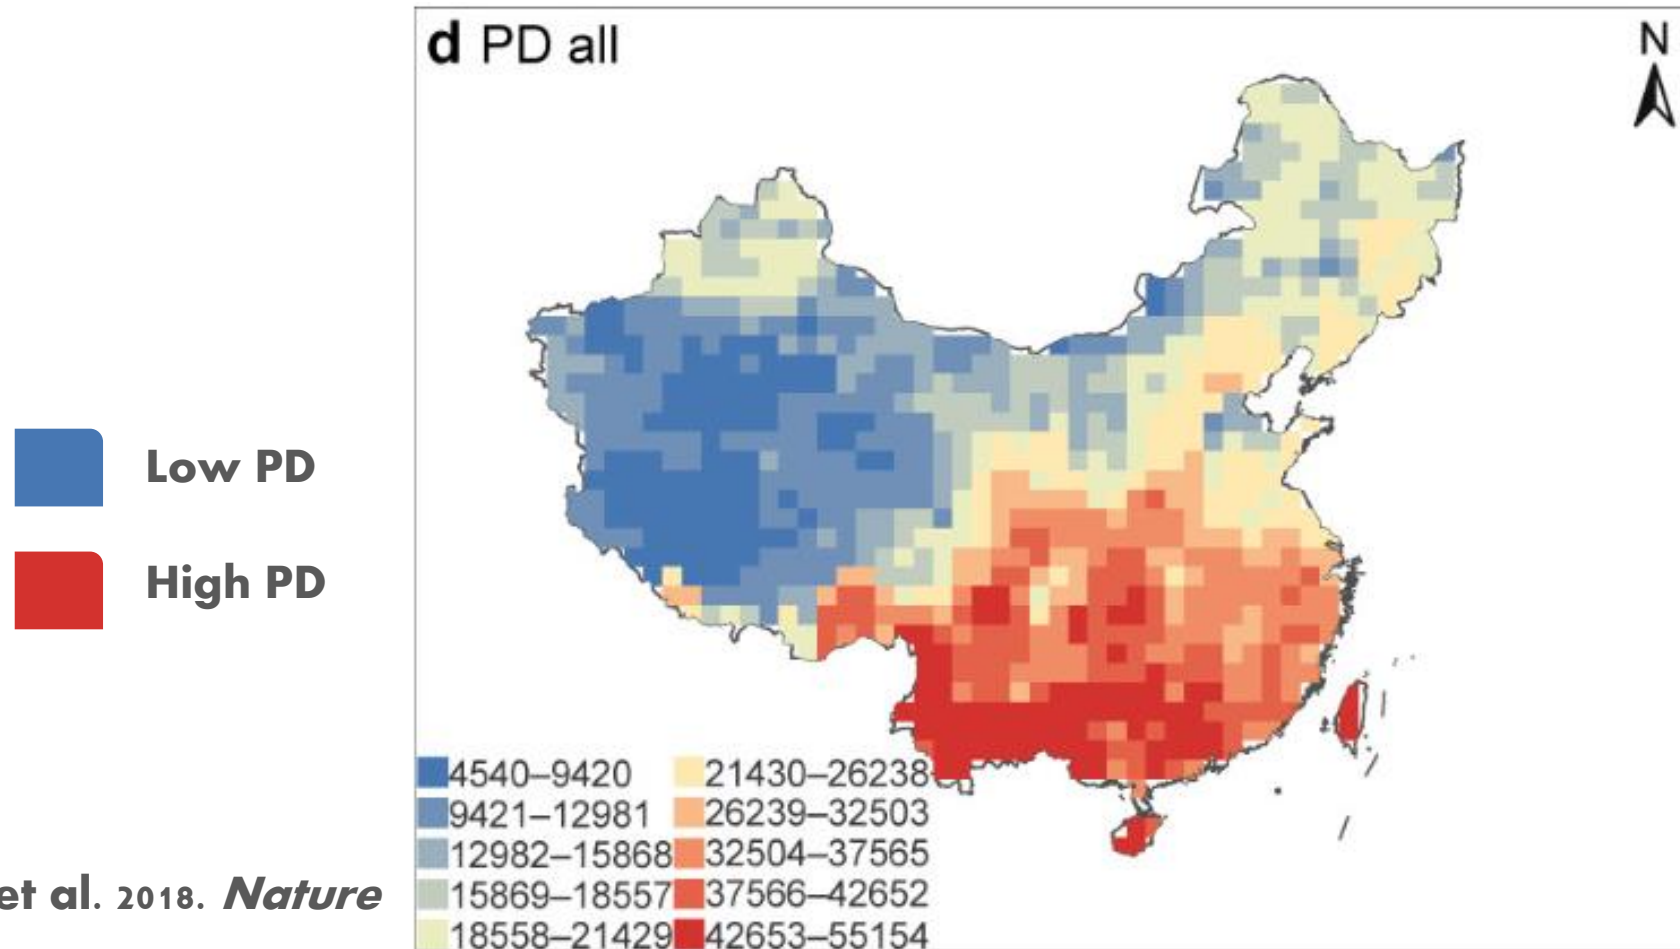 d PD all
N
Low PD
High PD
4540–9420
9421–12981
12982–15868
15869–18557
18558–21429
21430–26238
26239–32503
32504–37565
37566–42652
42653–55154
et al. 2018. Nature